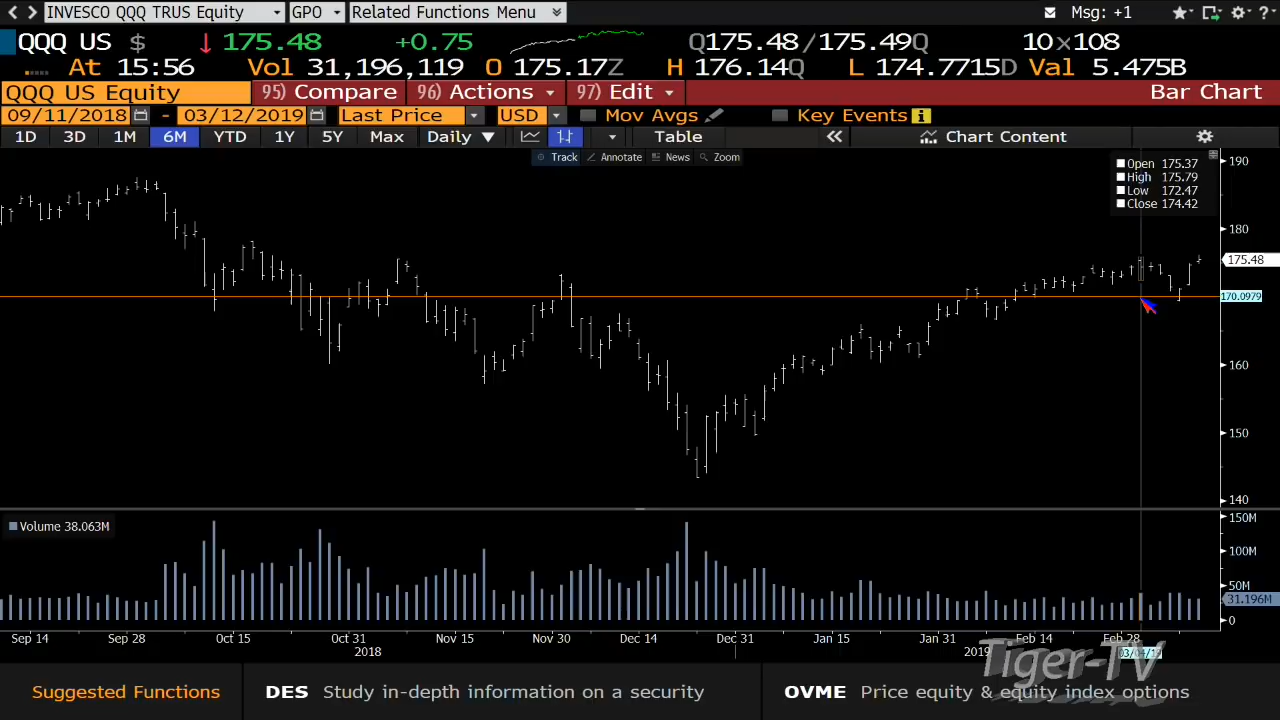 INVESCO QQQ TRUS Equity GPO Related Functions Menu Msg: +1 ?
QQQ US $ ↓ 175.48 +0.75 Q175.48/175.49Q 10×108
At 15:56 Vol 31,196,119 O 175.17Z H 176.14Q L 174.7715D Val 5.475B
QQQ US Equity 95) Compare 96) Actions 97) Edit Bar Chart
09/11/2018 - 03/12/2019 Last Price USD Mov Avgs Key Events i
1D 3D 1M 6M YTD 1Y 5Y Max Daily ▼ Table « Chart Content
Track Annotate News Zoom
Open 175.37
High 175.79
Low 172.47
Close 174.42
190
180
175.48
170.0979
160
150
140
Volume 38.063M
150M
100M
50M
31.196M
0
Sep 14 Sep 28 Oct 15 Oct 31 Nov 15 Nov 30 Dec 14 Dec 31 Jan 15 Jan 31 Feb 14 Feb 28
2018 2019 03/04/19
Tiger-TV
Suggested Functions DES Study in-depth information on a security OVME Price equity & equity index options